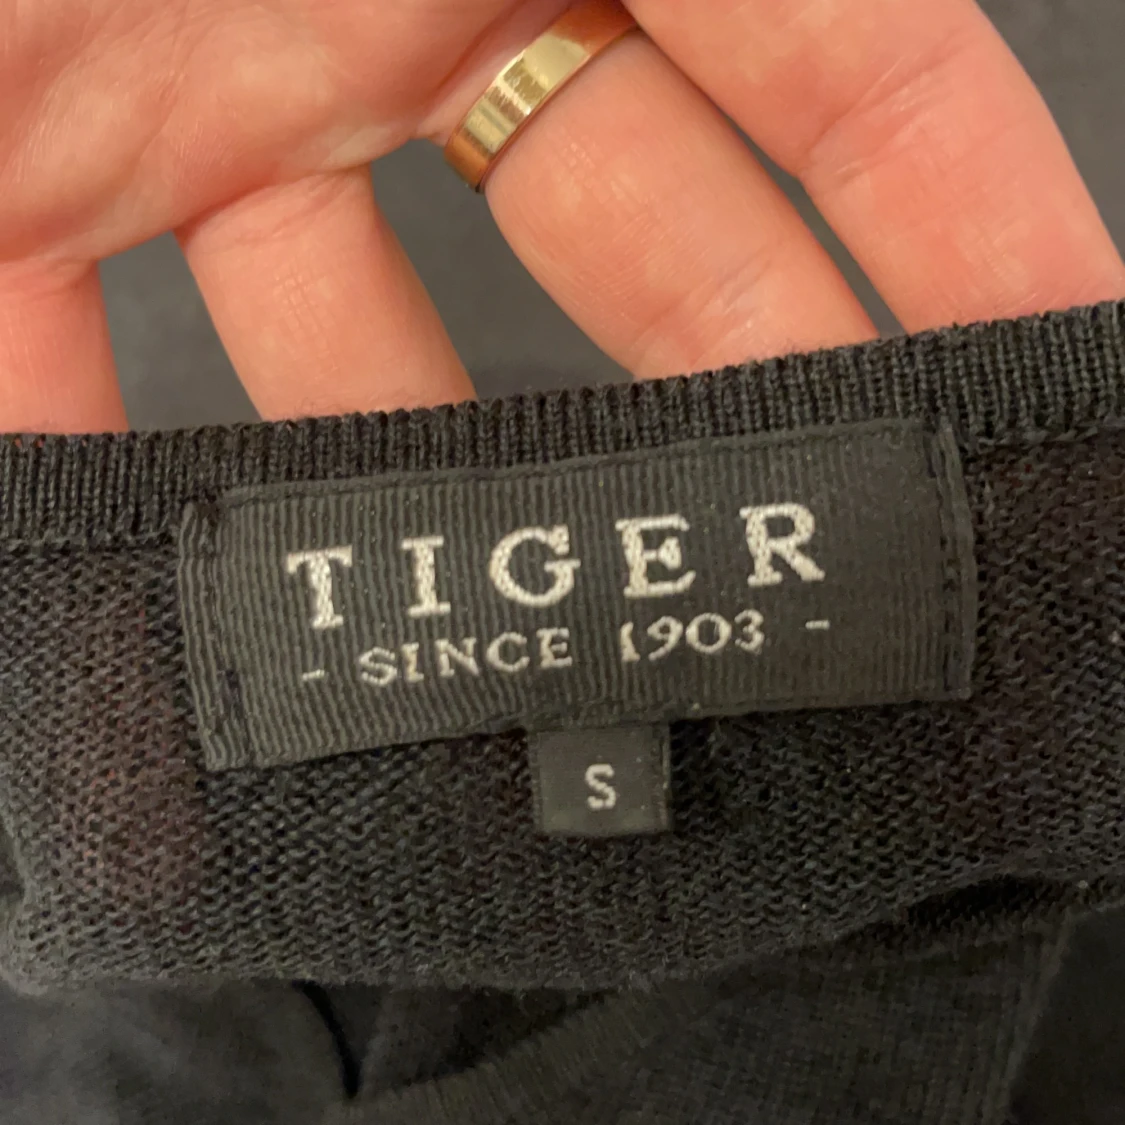 TIGER
- SINCE 1903 -
S